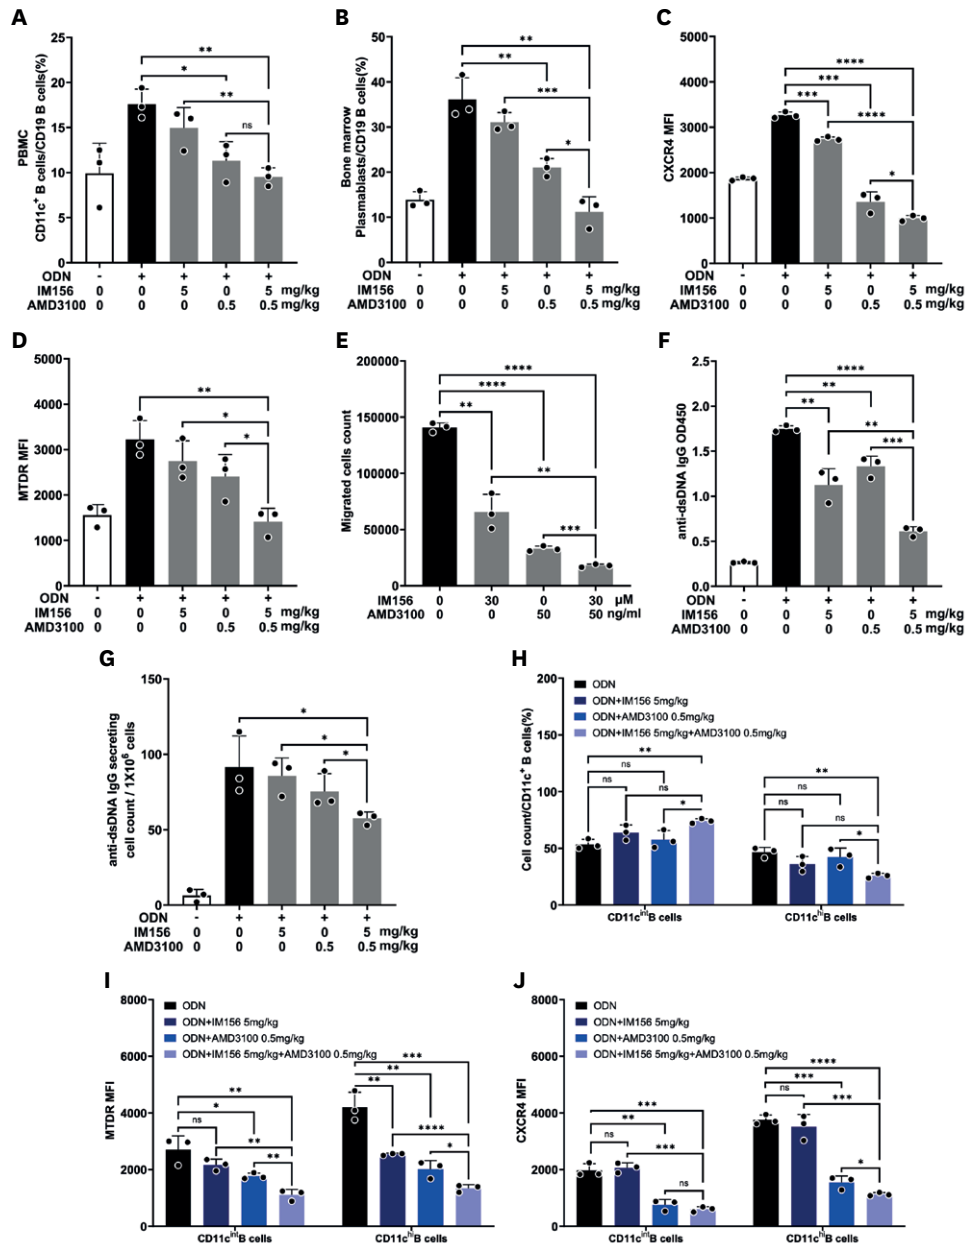 A
PBMC
CD11c+ B cells/CD19 B cells(%)
25
20
15
10
5
0
**
*
**
ns
ODN - + + + +
IM156 0 0 5 0 5 mg/kg
AMD3100 0 0 0 0.5 0.5 mg/kg
B
Bone marrow
Plasmablasts/CD19 B cells(%)
50
40
30
20
10
0
**
**
***
*
ODN - + + + +
IM156 0 0 5 0 5 mg/kg
AMD3100 0 0 0 0.5 0.5 mg/kg
C
CXCR4 MFI
5000
4000
3000
2000
1000
0
****
***
***
****
*
ODN - + + + +
IM156 0 0 5 0 5 mg/kg
AMD3100 0 0 0 0.5 0.5 mg/kg
D
MTDR MFI
5000
4000
3000
2000
1000
0
**
*
*
ODN - + + + +
IM156 0 0 5 0 5 mg/kg
AMD3100 0 0 0 0.5 0.5 mg/kg
E
Migrated cells count
200000
150000
100000
50000
0
****
****
**
**
***
IM156 0 30 0 30 μM
AMD3100 0 0 50 50 ng/ml
F
anti-dsDNA IgG OD450
2.5
2.0
1.5
1.0
0.5
0.0
****
**
**
**
***
ODN - + + + +
IM156 0 0 5 0 5 mg/kg
AMD3100 0 0 0 0.5 0.5 mg/kg
G
anti-dsDNA IgG secreting
cell count / 1X10⁶ cells
150
100
50
0
*
*
*
ODN - + + + +
IM156 0 0 5 0 5 mg/kg
AMD3100 0 0 0 0.5 0.5 mg/kg
H
Cell count/CD11c+ B cells(%)
200
150
100
50
0
ODN
ODN+IM156 5mg/kg
ODN+AMD3100 0.5mg/kg
ODN+IM156 5mg/kg+AMD3100 0.5mg/kg
**
ns
ns ns
*
**
ns
ns ns
*
CD11cintB cells CD11chiB cells
I
MTDR MFI
8000
6000
4000
2000
0
ODN
ODN+IM156 5mg/kg
ODN+AMD3100 0.5mg/kg
ODN+IM156 5mg/kg+AMD3100 0.5mg/kg
**
*
ns
**
**
***
**
**
****
*
CD11cintB cells CD11chiB cells
J
CXCR4 MFI
8000
6000
4000
2000
0
ODN
ODN+IM156 5mg/kg
ODN+AMD3100 0.5mg/kg
ODN+IM156 5mg/kg+AMD3100 0.5mg/kg
***
**
ns
***
ns
****
***
ns
***
*
CD11cintB cells CD11chiB cells